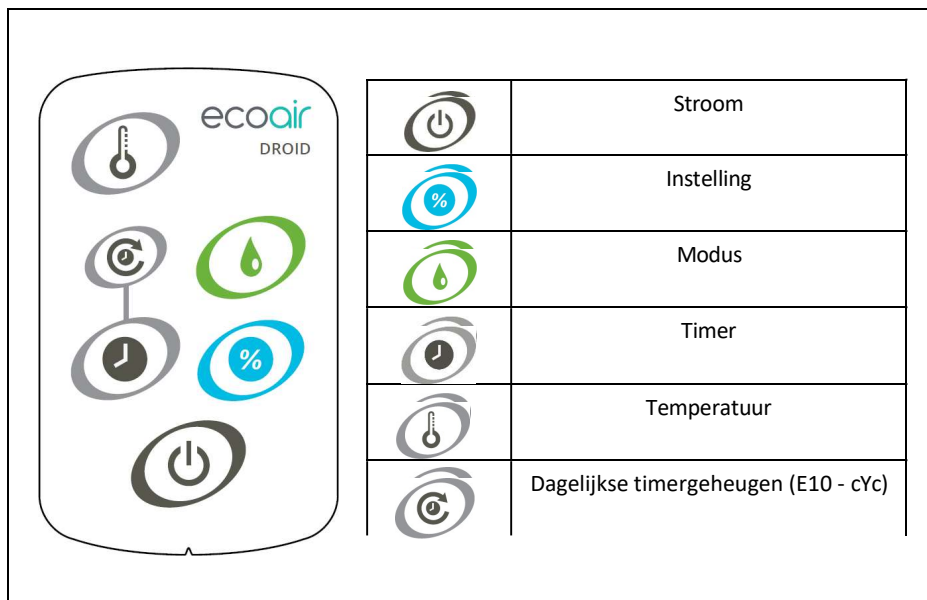 ecoair
DROID
%
Stroom
% Instelling
Modus
Timer
Temperatuur
Dagelijkse timergeheugen (E10 - cYc)